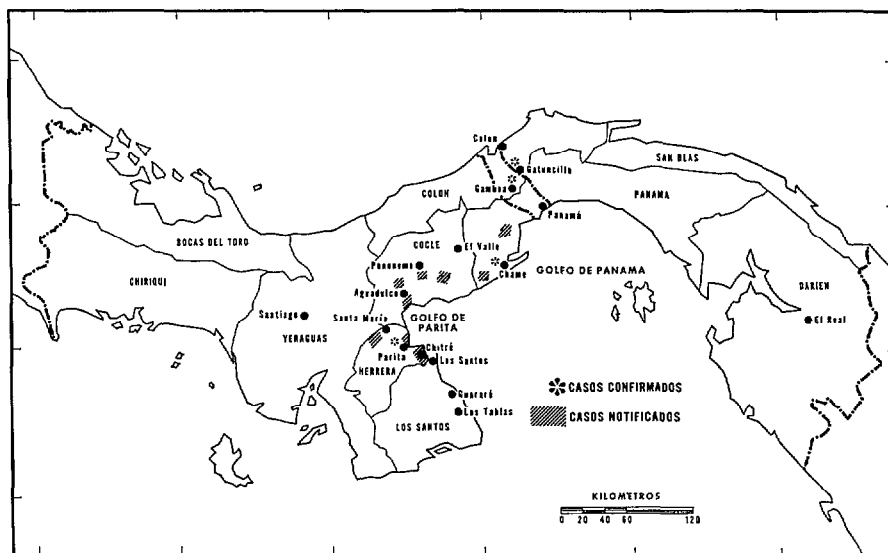 Colon
Gatuncillo
SAN BLAS
Gamboa
COLON
PANAMA
Panamá
BOCAS DEL TORO
COCLE
El Valle
Penonome
Chame
GOLFO DE PANAMA
CHIRIQUI
DARIEN
Aguadulce
GOLFO DE
PARITA
Santiago
Santa María
El Real
VERAGUAS
Chitré
Parita
Los Santos
HERRERA
CASOS CONFIRMADOS
Guararé
Las Tablas
CASOS NOTIFICADOS
LOS SANTOS
KILOMETROS
0 20 40 60 120